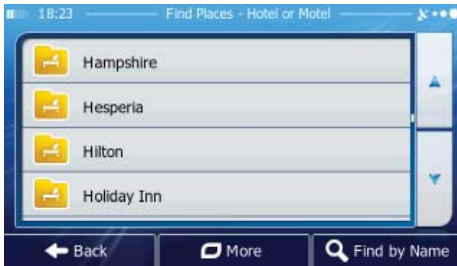 18:23 Find Places - Hotel or Motel
Hampshire
Hesperia
Hilton
Holiday Inn
Back More Find by Name